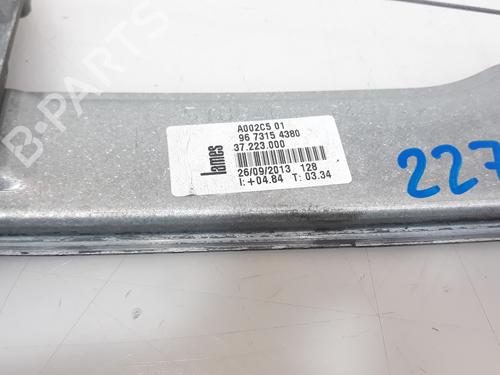 B-PARTS
A002C5 01
96 7315 4380
37.223.000
lames
26/09/2013 128
I:+04.84 T: 03.34
227